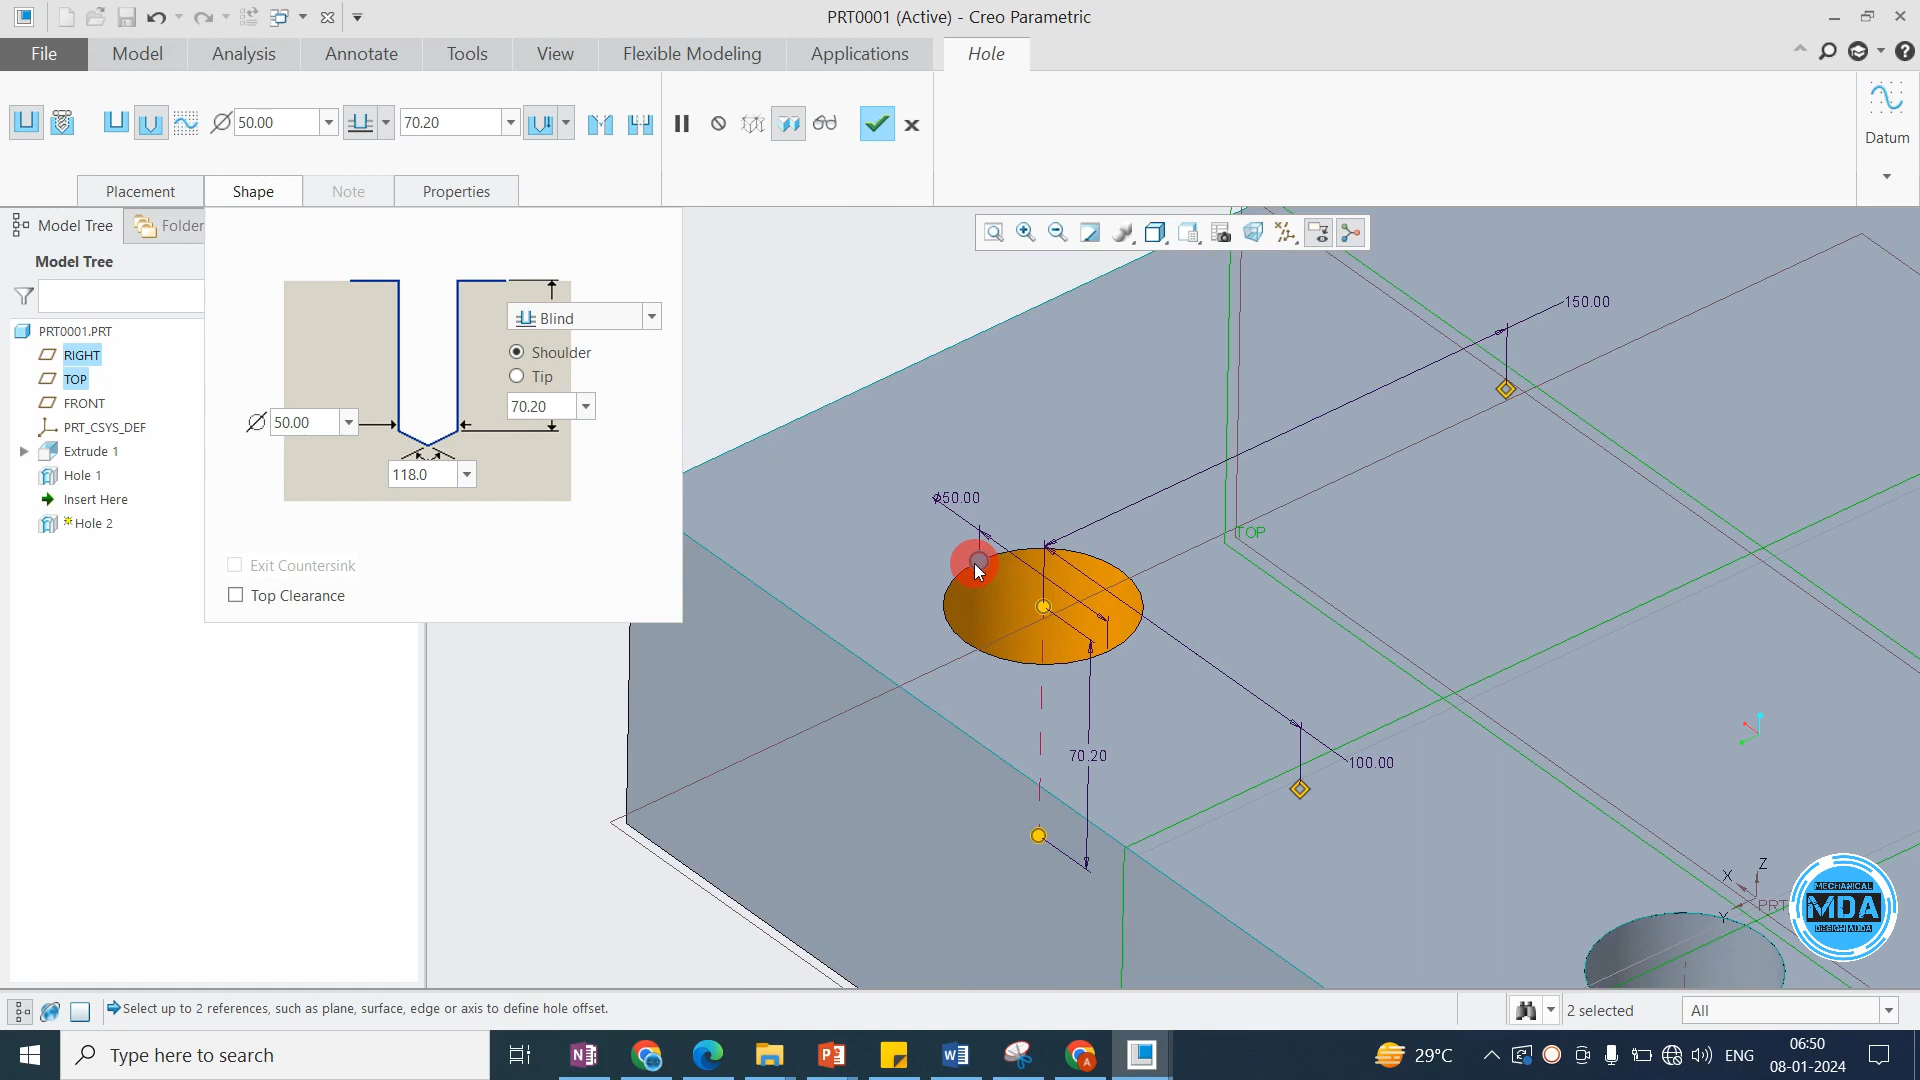 PRT0001 (Active) - Creo Parametric
File Model Analysis Annotate Tools View Flexible Modeling Applications Hole
50.00 70.20
Datum
Placement Shape Note Properties
Model Tree Folder
Model Tree
PRT0001.PRT
RIGHT
TOP
FRONT
PRT_CSYS_DEF
Extrude 1
Hole 1
Insert Here
Hole 2
Blind
Shoulder
Tip
70.20
50.00
118.0
Exit Countersink
Top Clearance
150.00
⌀50.00
TOP
70.20
100.00
X Z
Y PRT
MECHANICAL
MDA
DESIGN ADDA
Select up to 2 references, such as plane, surface, edge or axis to define hole offset.
2 selected All
Type here to search
29°C ENG
06:50
08-01-2024